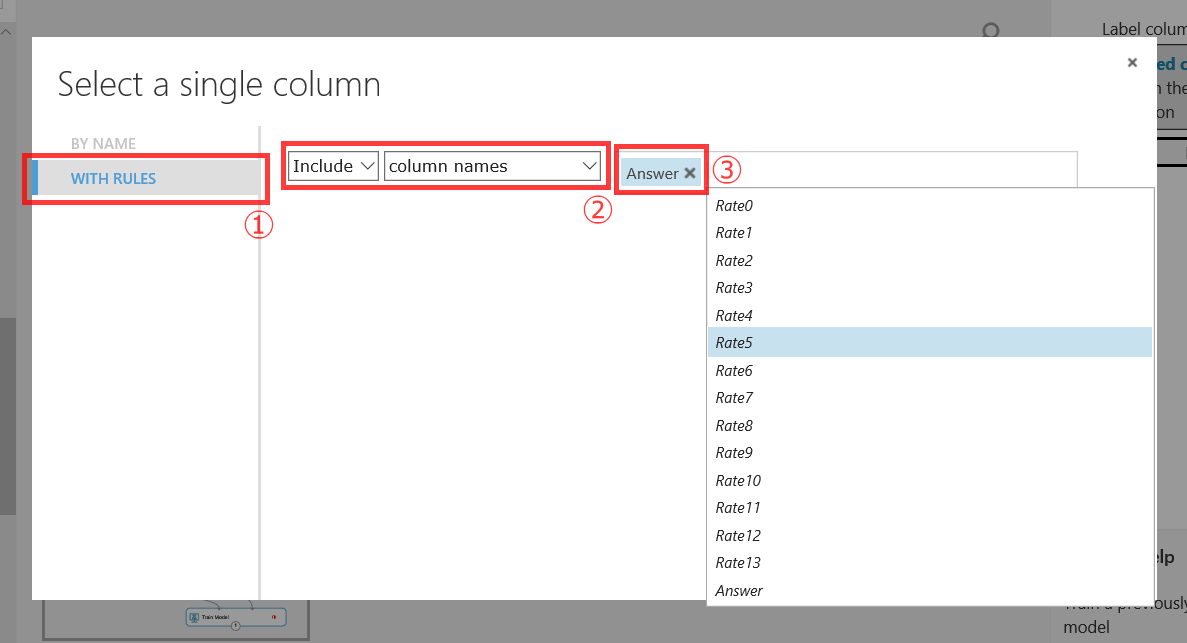 Label colum
Select a single column
×
ed c
n the
on
BY NAME
WITH RULES
①
Include
column names
②
Answer ×
③
Rate0
Rate1
Rate2
Rate3
Rate4
Rate5
Rate6
Rate7
Rate8
Rate9
Rate10
Rate11
Rate12
Rate13
Answer
elp
Train a previously
model
Train Model
1